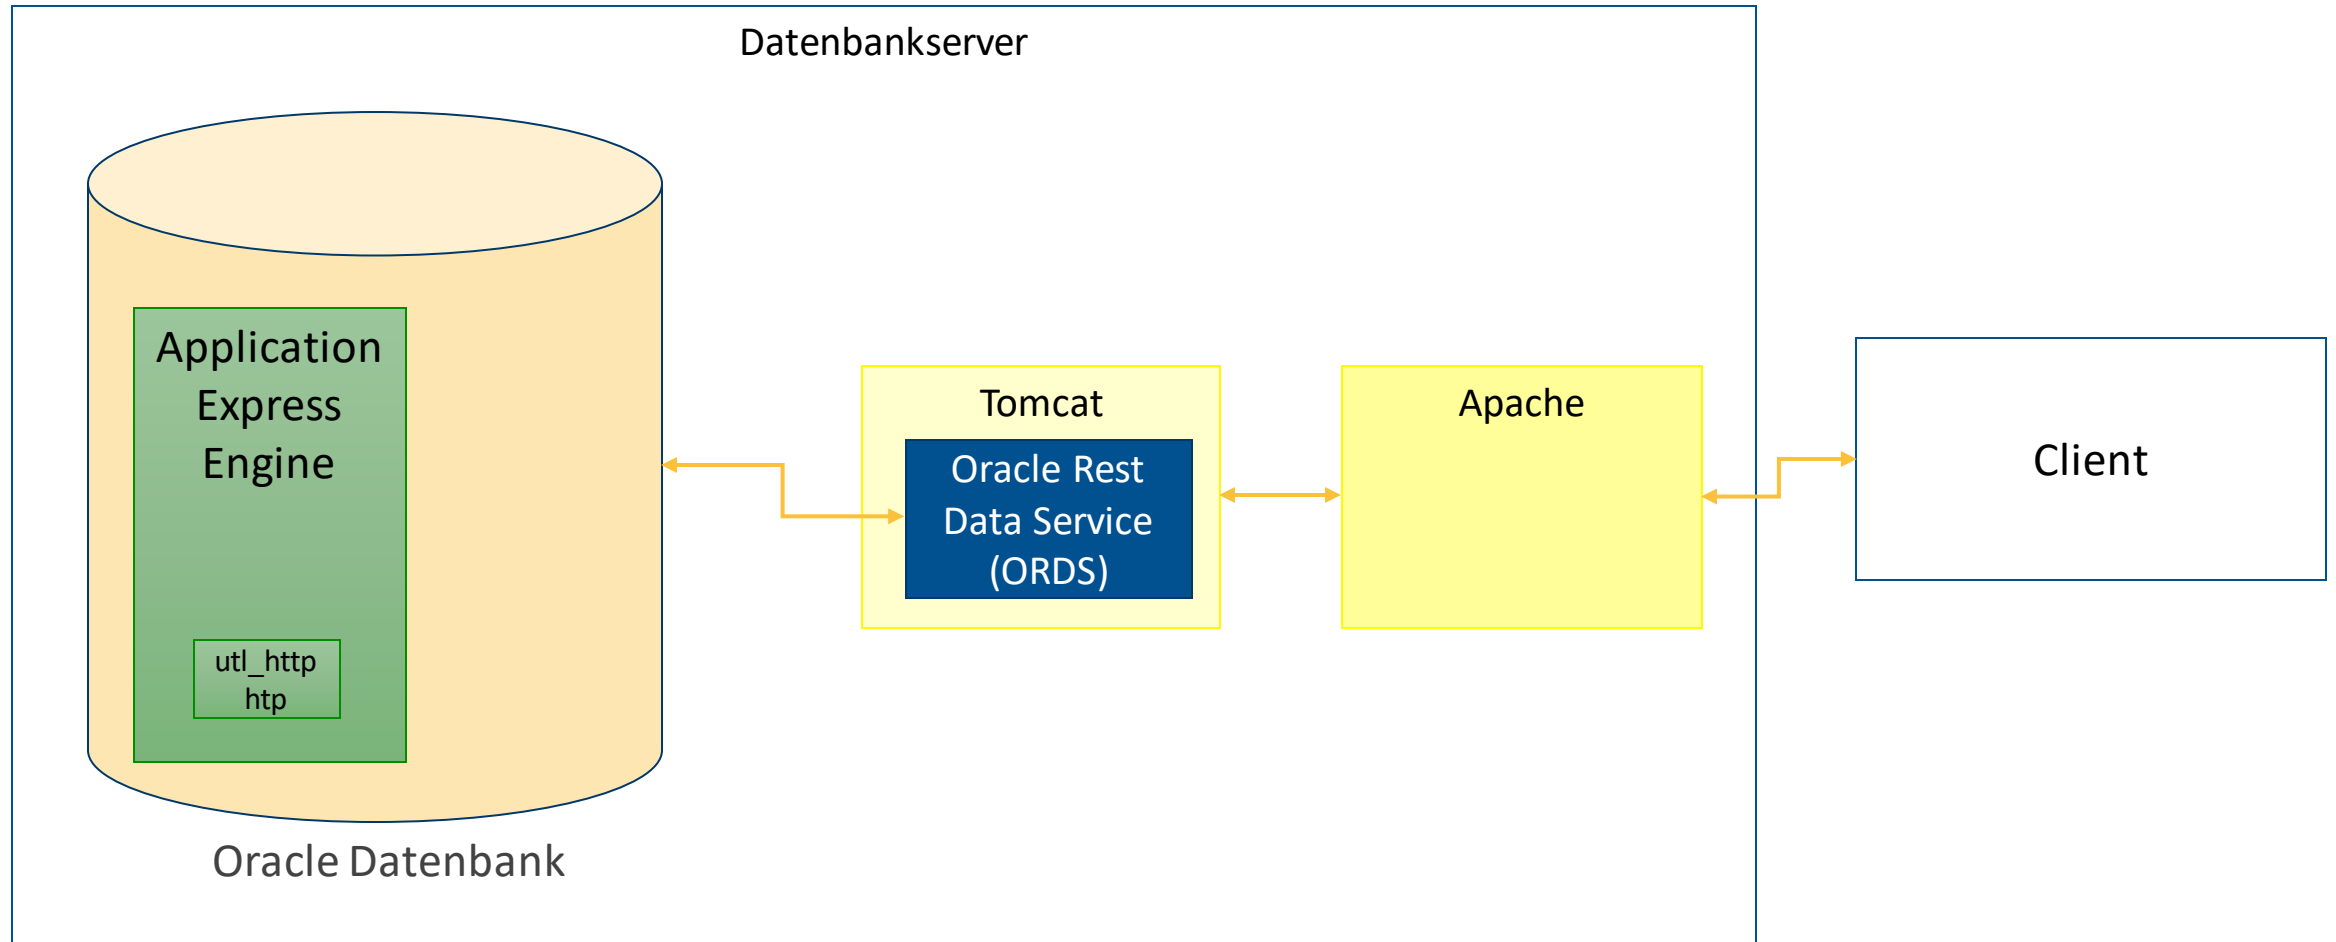 Datenbankserver
Application
Express
Engine
utl_http
htp
Oracle Datenbank
Tomcat
Oracle Rest
Data Service
(ORDS)
Apache
Client